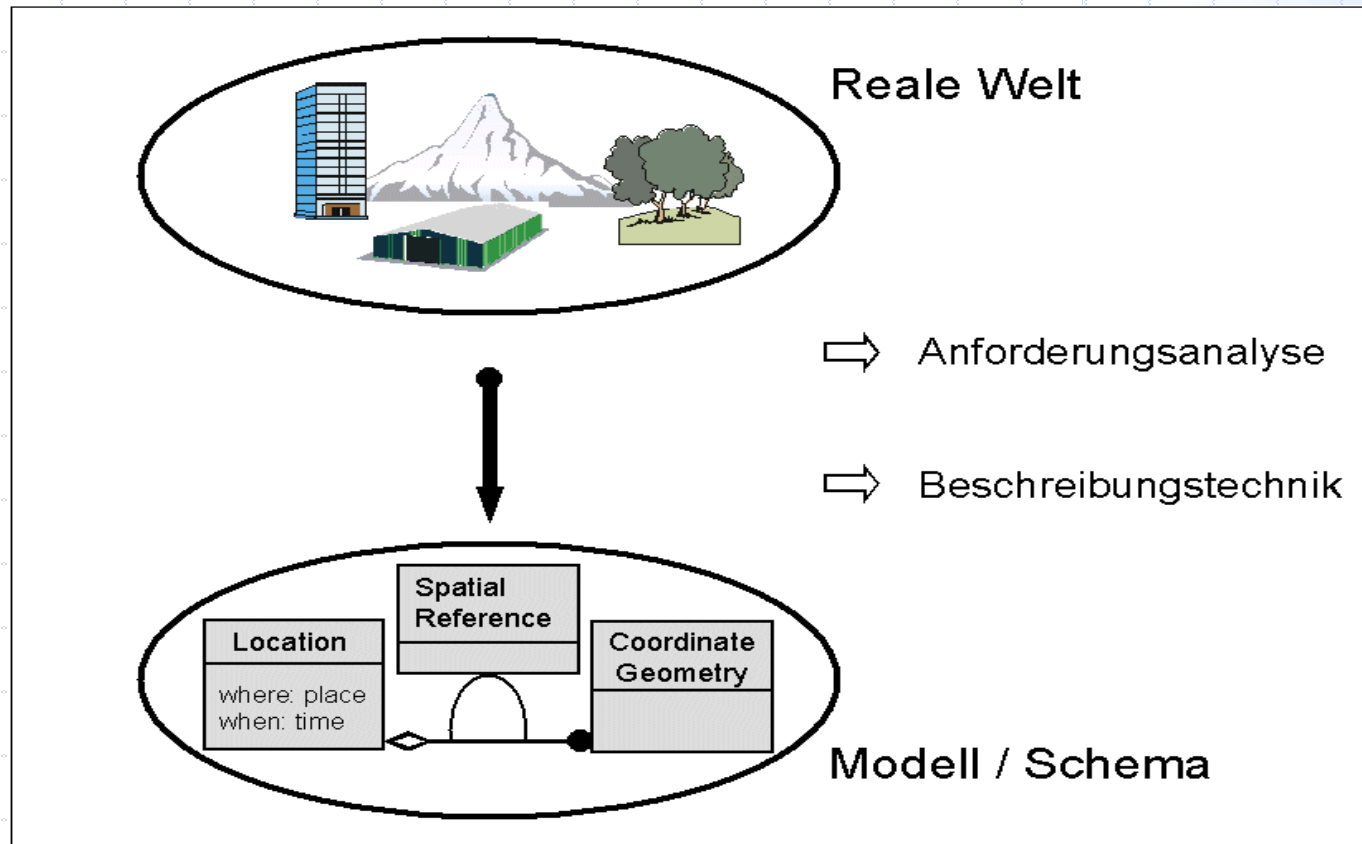 Reale Welt
Anforderungsanalyse
Beschreibungstechnik
Spatial
Reference
Location
where: place
when: time
Coordinate
Geometry
Modell / Schema